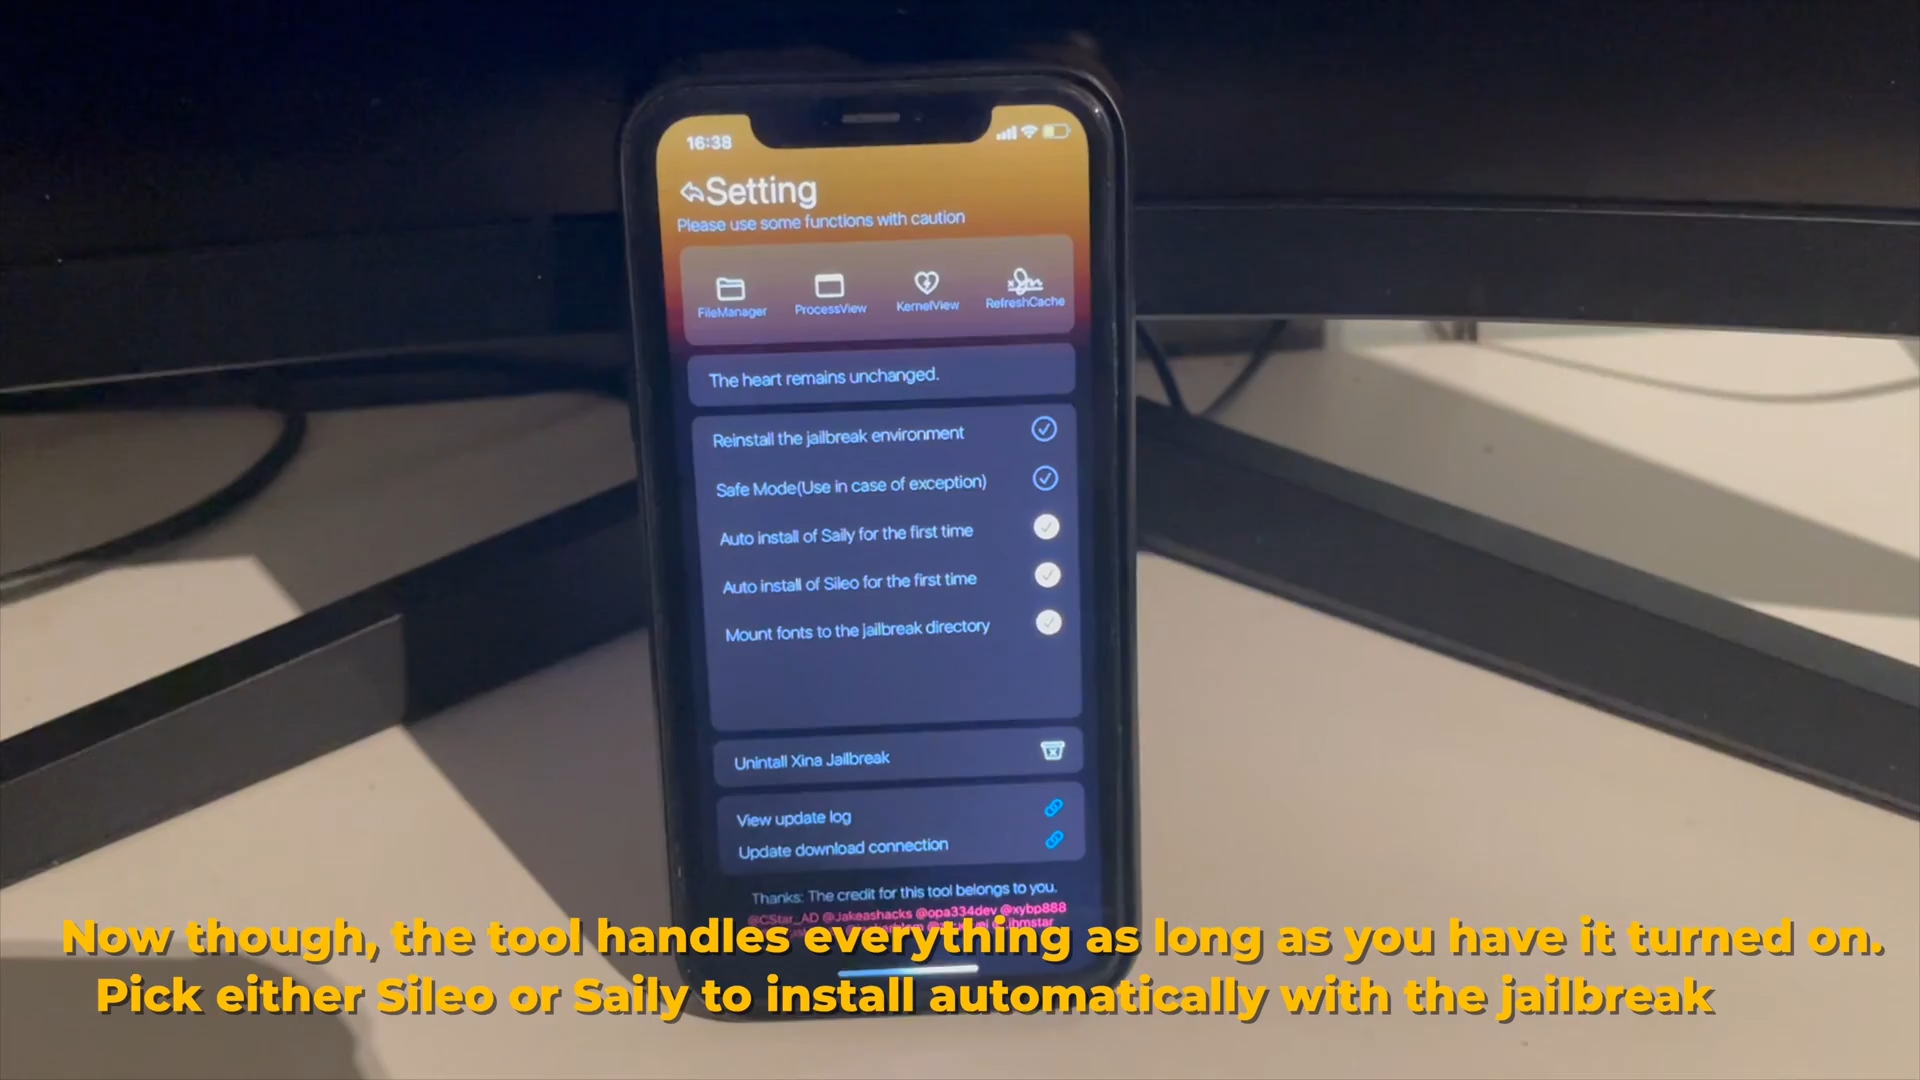 16:38
Setting
Please use some functions with caution
FileManager ProcessView KernelView RefreshCache
The heart remains unchanged.
Reinstall the jailbreak environment
Safe Mode(Use in case of exception)
Auto install of Saily for the first time
Auto install of Sileo for the first time
Mount fonts to the jailbreak directory
Unintall Xina Jailbreak
View update log
Update download connection
Thanks: The credit for this tool belongs to you.
@CStar_AD @Jakeashacks @opa334dev @xybp888
Now though, the tool handles everything as long as you have it turned on.
Pick either Sileo or Saily to install automatically with the jailbreak